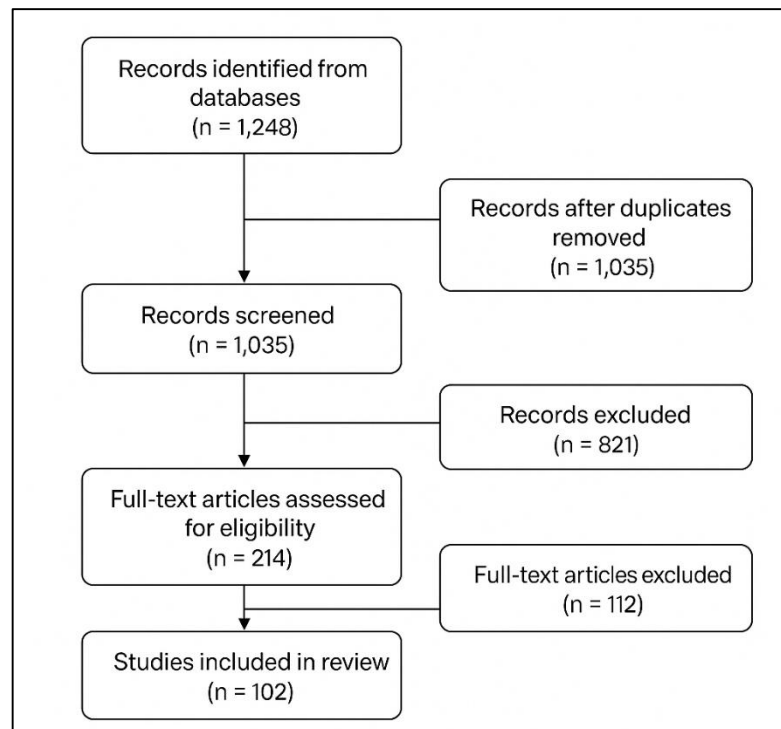 Records identified from
databases
(n = 1,248)
Records after duplicates
removed
(n = 1,035)
Records screened
(n = 1,035)
Records excluded
(n = 821)
Full-text articles assessed
for eligibility
(n = 214)
Full-text articles excluded
(n = 112)
Studies included in review
(n = 102)